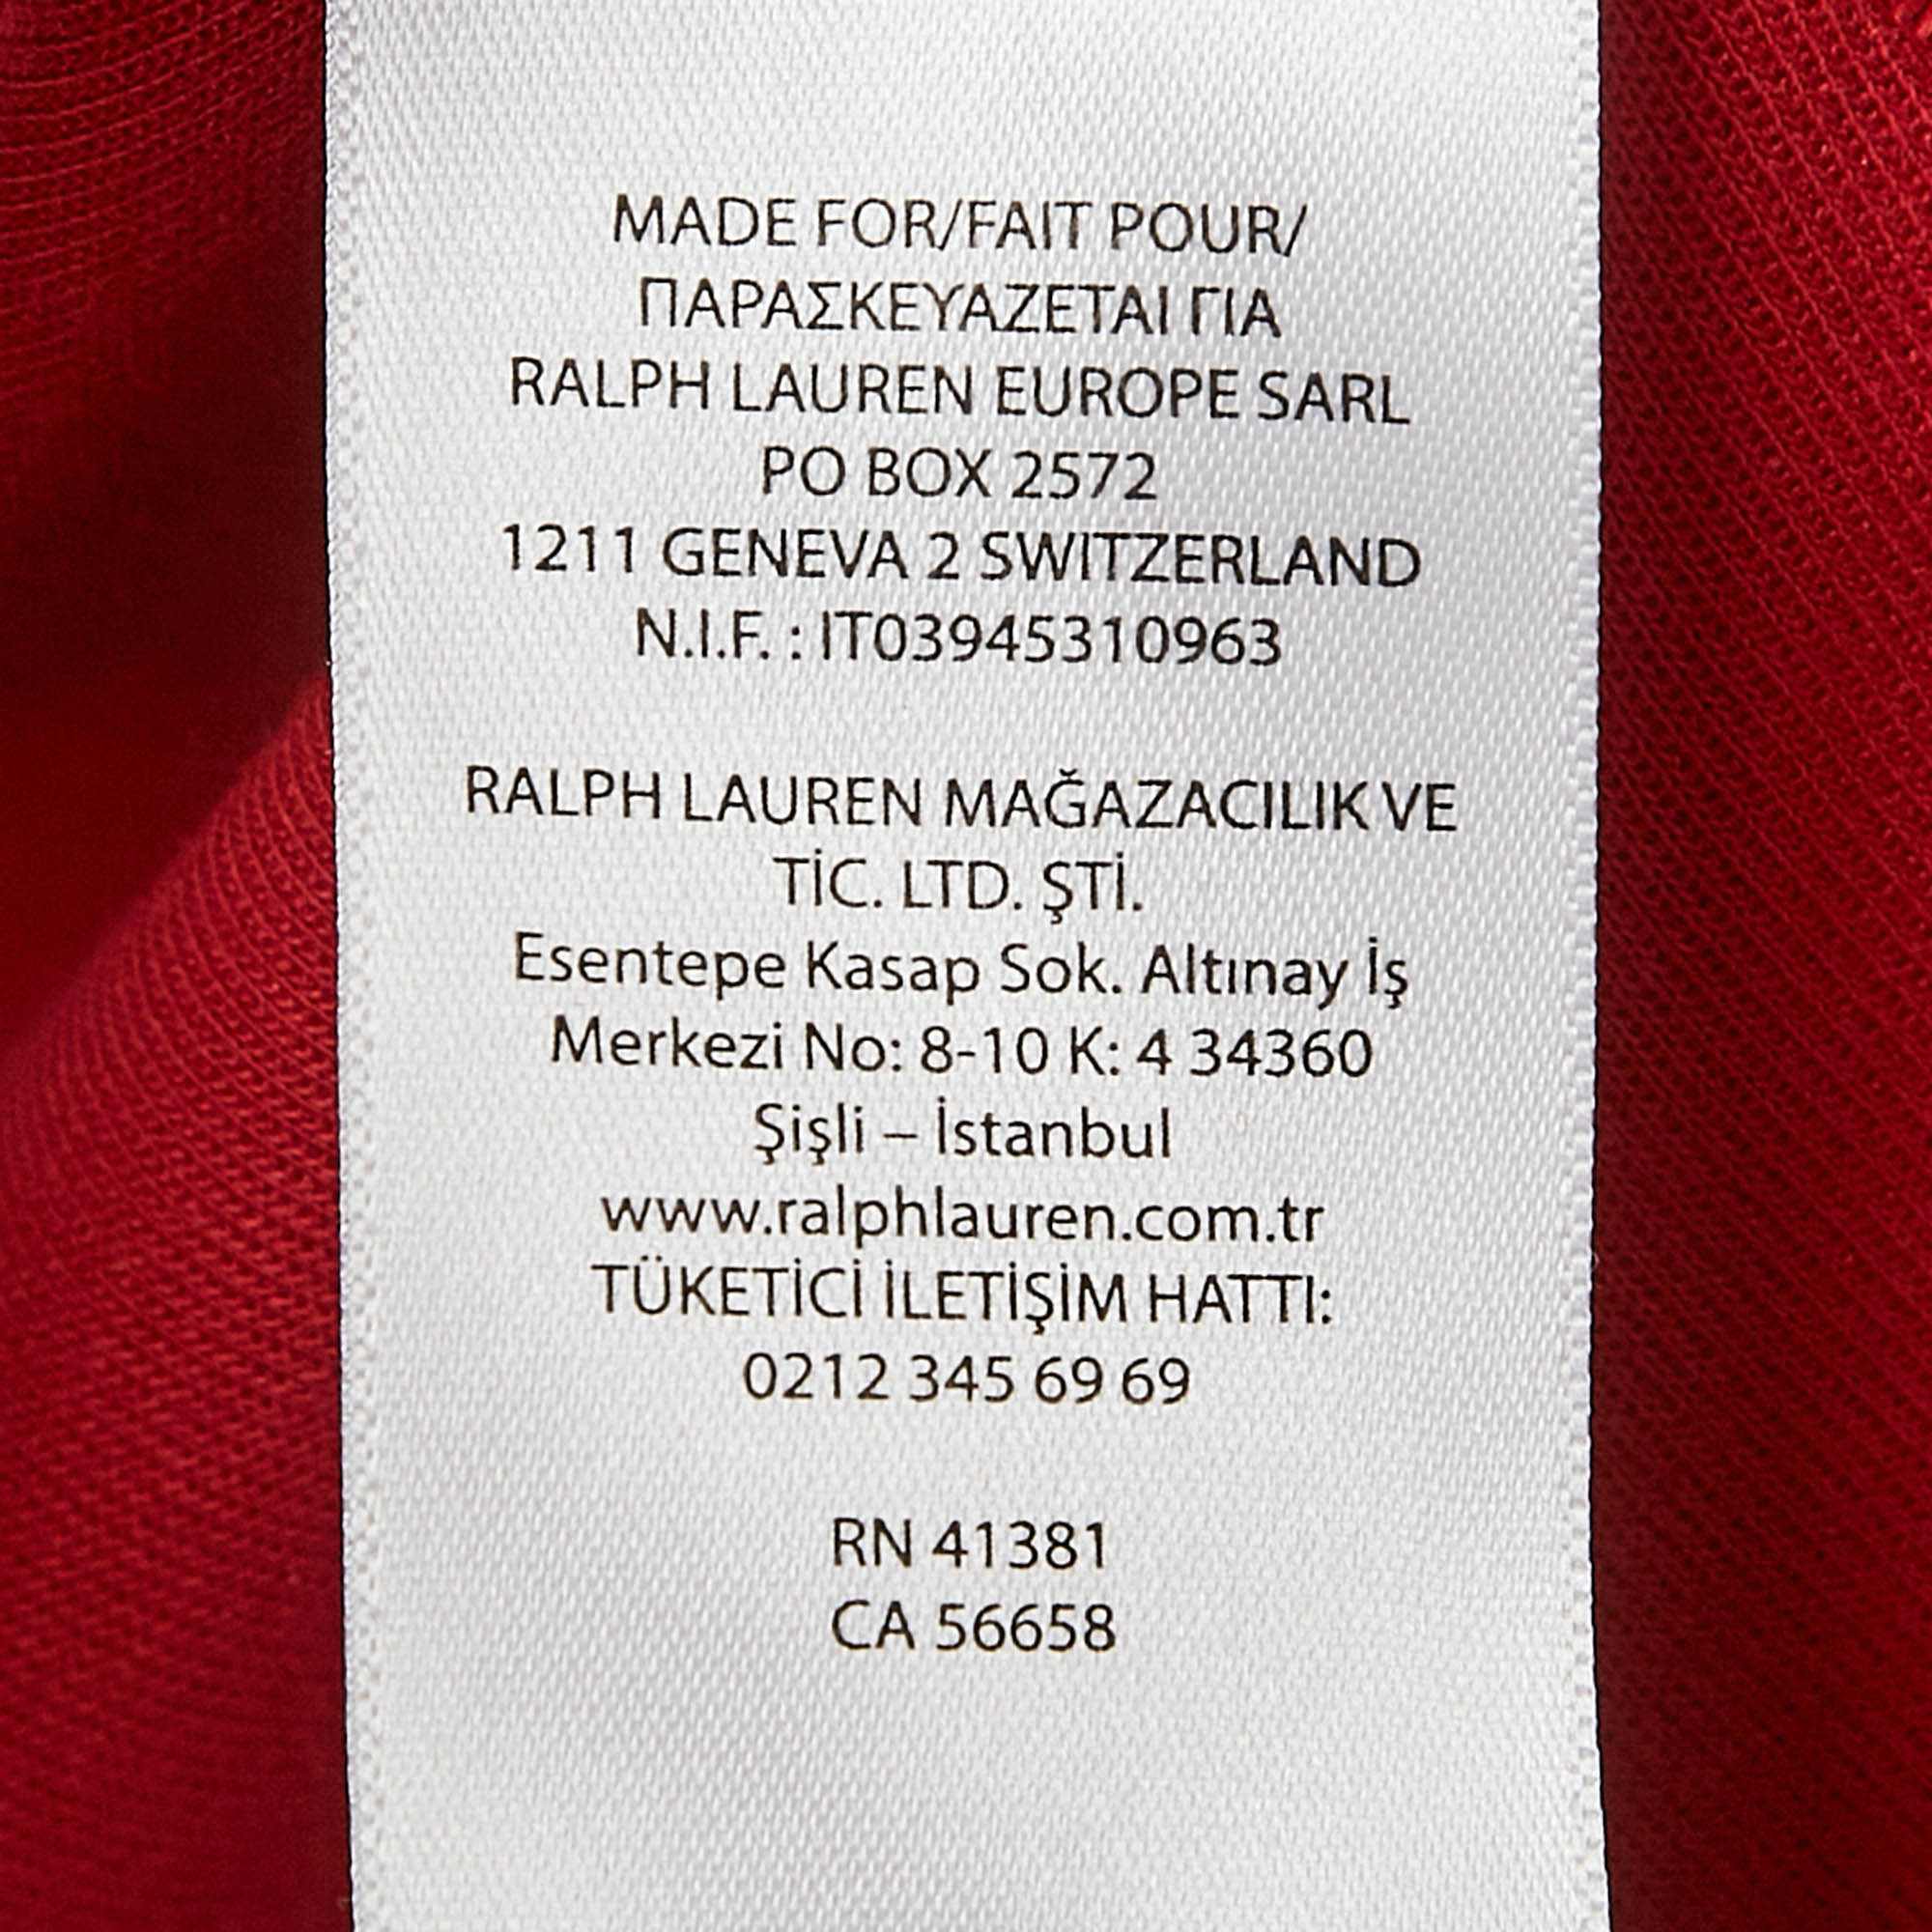 MADE FOR/FAIT POUR/
ΠΑΡΑΣΚΕΥΑΖΕΤΑΙ ΓΙΑ
RALPH LAUREN EUROPE SARL
PO BOX 2572
1211 GENEVA 2 SWITZERLAND
N.I.F. : IT03945310963
RALPH LAUREN MAĞAZACILIK VE
TİC. LTD. ŞTİ.
Esentepe Kasap Sok. Altınay İş
Merkezi No: 8-10 K: 4 34360
Şişli – İstanbul
www.ralphlauren.com.tr
TÜKETİCİ İLETİŞİM HATTI:
0212 345 69 69
RN 41381
CA 56658